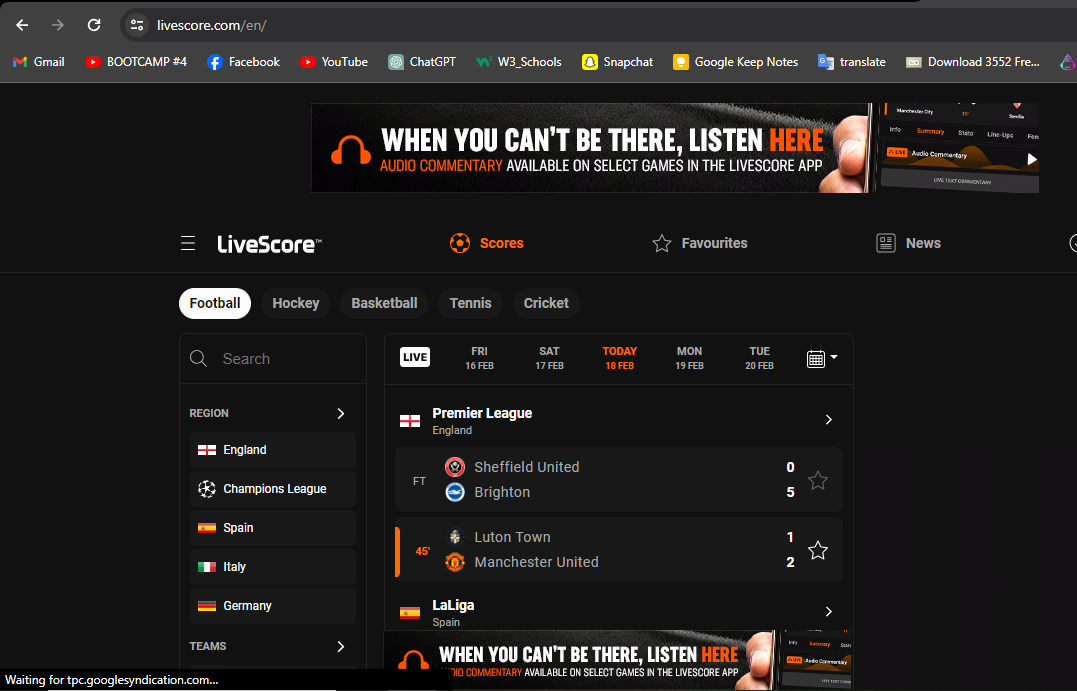 livescore.com/en/
Gmail
BOOTCAMP #4
Facebook
YouTube
ChatGPT
W3_Schools
Snapchat
Google Keep Notes
translate
Download 3552 Fre...
WHEN YOU CAN'T BE THERE, LISTEN HERE
AUDIO COMMENTARY AVAILABLE ON SELECT GAMES IN THE LIVESCORE APP
Manchester City
16'
Sevilla
Info Summary Stats Line-Ups
LIVE Audio Commentary
LIVE TEXT COMMENTARY
LiveScore™
Scores
Favourites
News
Football
Hockey
Basketball
Tennis
Cricket
Search
LIVE
FRI
16 FEB
SAT
17 FEB
TODAY
18 FEB
MON
19 FEB
TUE
20 FEB
REGION
England
Champions League
Spain
Italy
Germany
TEAMS
Premier League
England
FT
Sheffield United 0
Brighton 5
45'
Luton Town 1
Manchester United 2
LaLiga
Spain
WHEN YOU CAN'T BE THERE, LISTEN HERE
AUDIO COMMENTARY AVAILABLE ON SELECT GAMES IN THE LIVESCORE APP
Info Summary Stats
LIVE Audio Commentary
Waiting for tpc.googlesyndication.com...